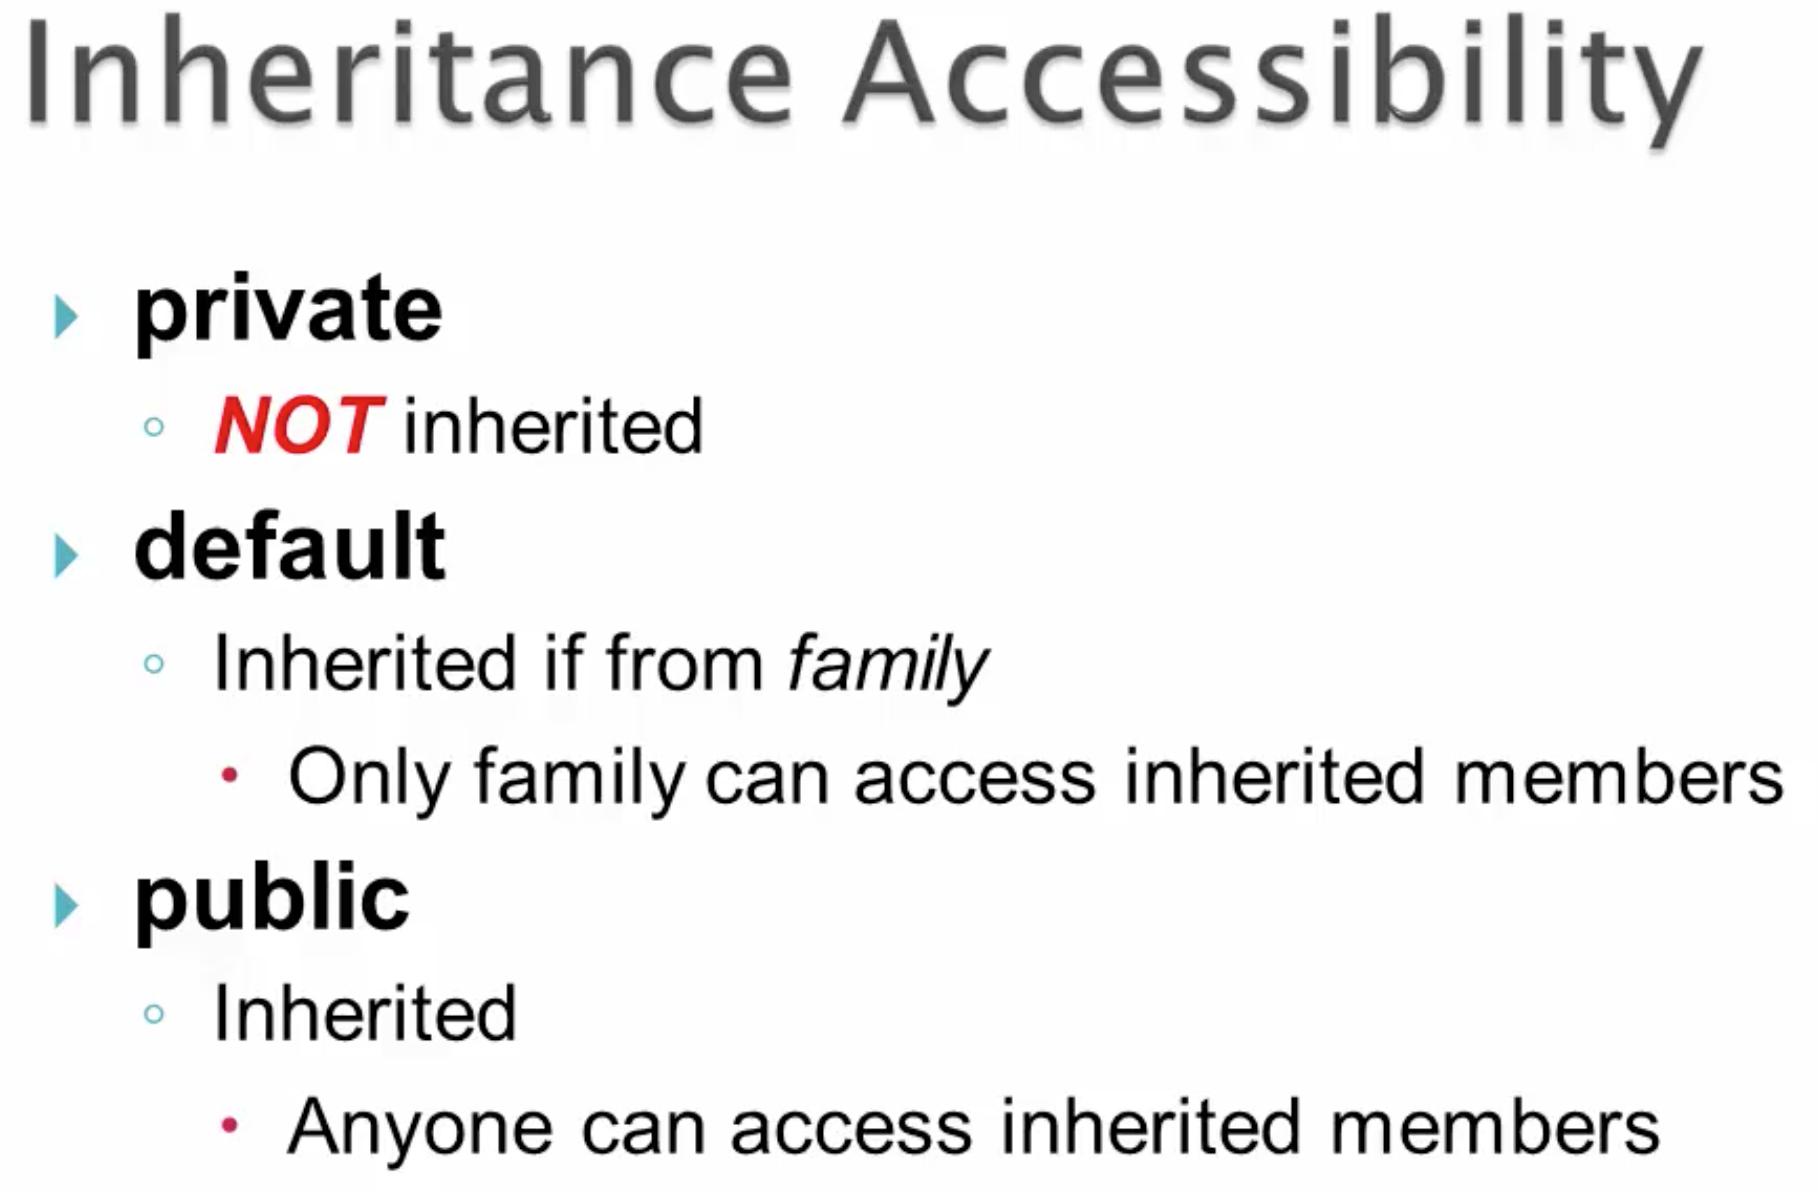 Inheritance Accessibility
private
NOT inherited
default
Inherited if from family
Only family can access inherited members
public
Inherited
Anyone can access inherited members